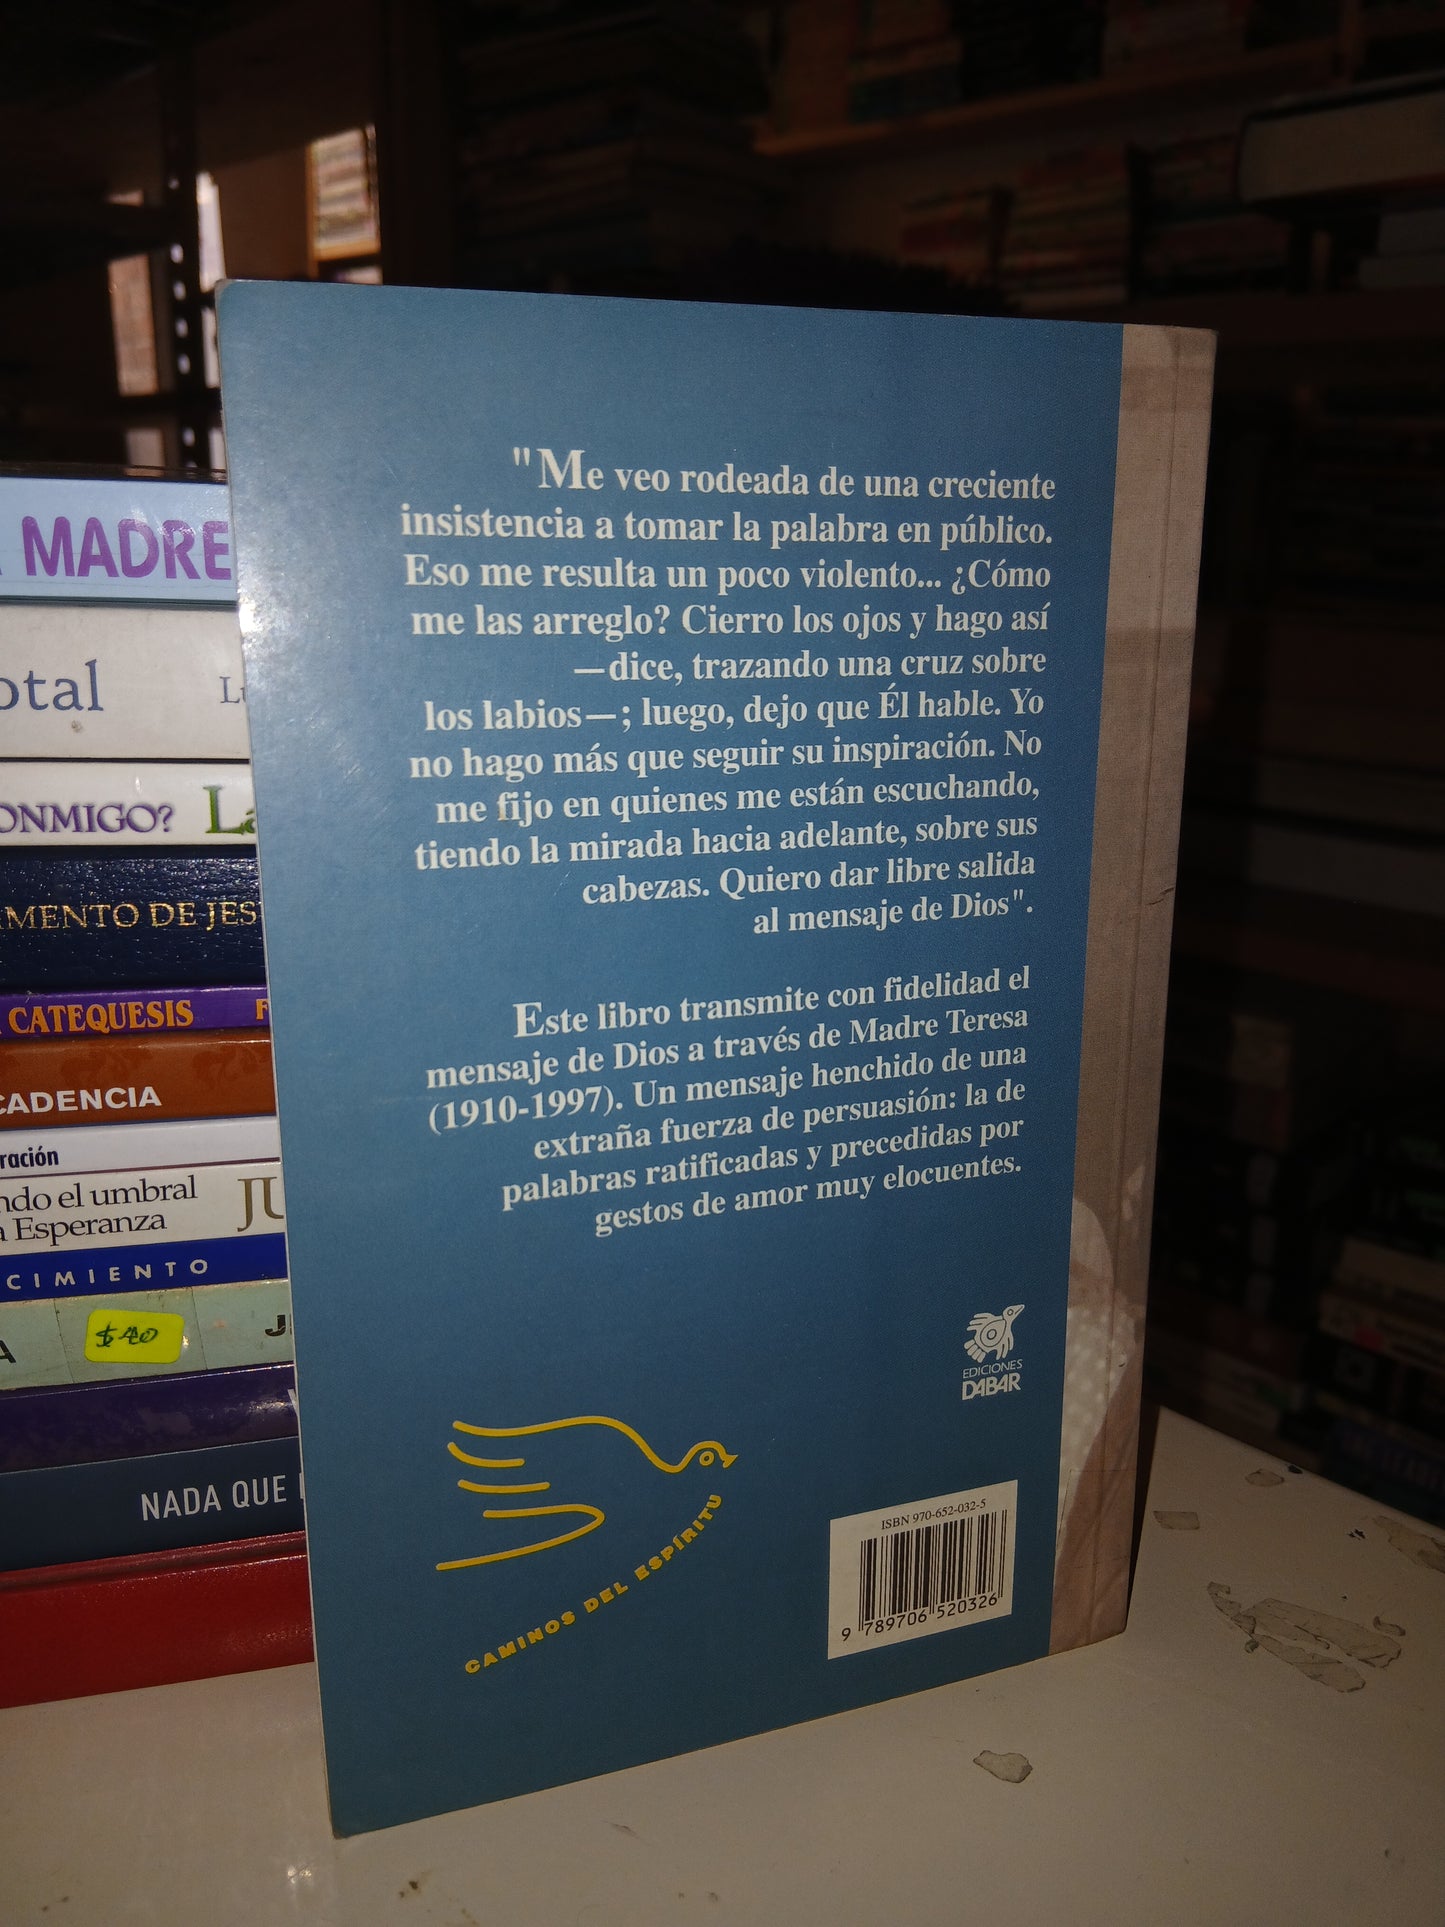 "Me veo rodeada de una creciente
insistencia a tomar la palabra en público.
Eso me resulta un poco violento... ¿Cómo
me las arreglo? Cierro los ojos y hago así
—dice, trazando una cruz sobre
los labios—; luego, dejo que Él hable. Yo
no hago más que seguir su inspiración. No
me fijo en quienes me están escuchando,
tiendo la mirada hacia adelante, sobre sus
cabezas. Quiero dar libre salida
al mensaje de Dios".
Este libro transmite con fidelidad el
mensaje de Dios a través de Madre Teresa
(1910-1997). Un mensaje henchido de una
extraña fuerza de persuasión: la de
palabras ratificadas y precedidas por
gestos de amor muy elocuentes.
EDICIONES
DABAR
CAMINOS DEL ESPÍRITU
ISBN 970-652-032-5
9 789706 520326
MADRE
otal
ONMIGO?
MENTO DE JES
CATEQUESIS
CADENCIA
ración
ndo el umbral
a Esperanza
JU
CIMIENTO
$40
NADA QUE